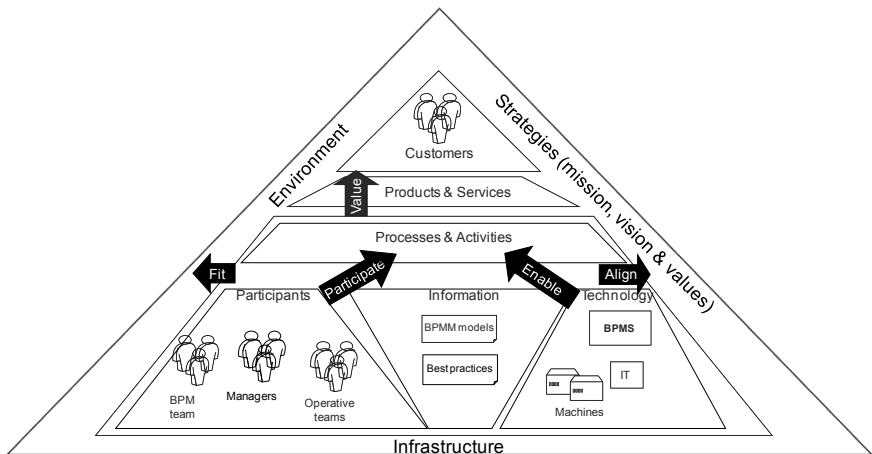 Environment
Strategies (mission, vision & values)
Customers
Value
Products & Services
Processes & Activities
Fit
Participate
Enable
Align
Participants
Information
Technology
BPMM models
Best practices
BPMS
IT
Machines
BPM
team
Managers
Operative
teams
Infrastructure